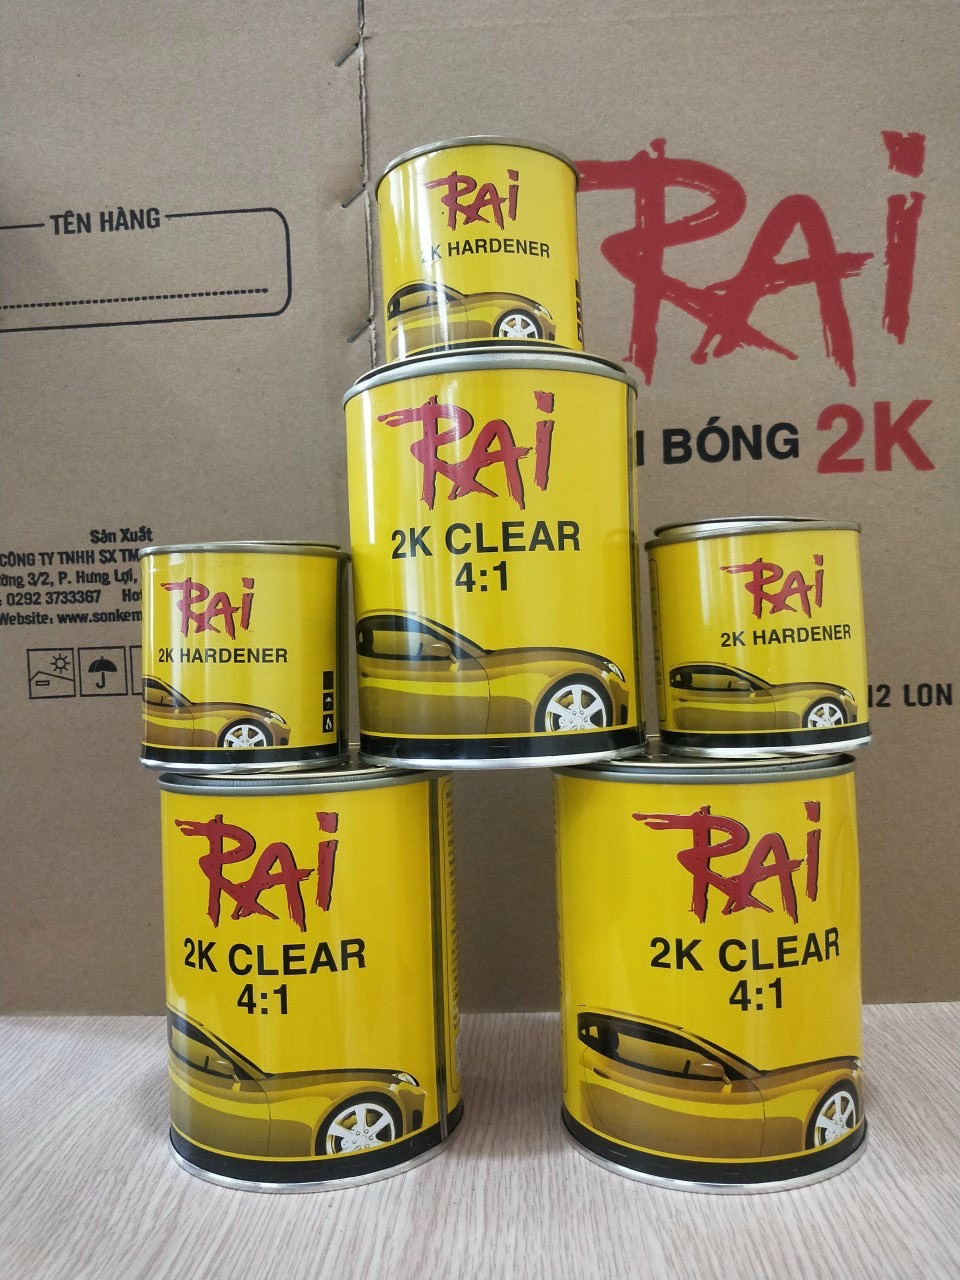 TÊN HÀNG
RAi
BÓNG 2K
Sản Xuất
CÔNG TY TNHH SX TM
3/2, P. Hưng Lợi,
0292 3733367
Website: www.sonkem
12 LON
RAi
2K HARDENER
RAi
2K CLEAR
4:1
RAi
2K HARDENER
RAi
2K HARDENER
RAi
2K CLEAR
4:1
RAi
2K CLEAR
4:1